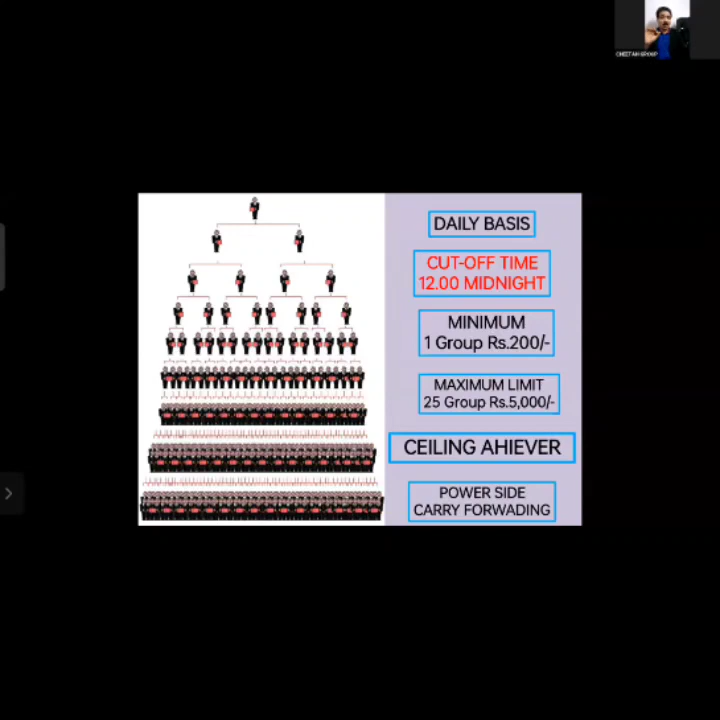 DAILY BASIS
CUT-OFF TIME
12.00 MIDNIGHT
MINIMUM
1 Group Rs.200/-
MAXIMUM LIMIT
25 Group Rs.5,000/-
CEILING AHIEVER
POWER SIDE
CARRY FORWADING